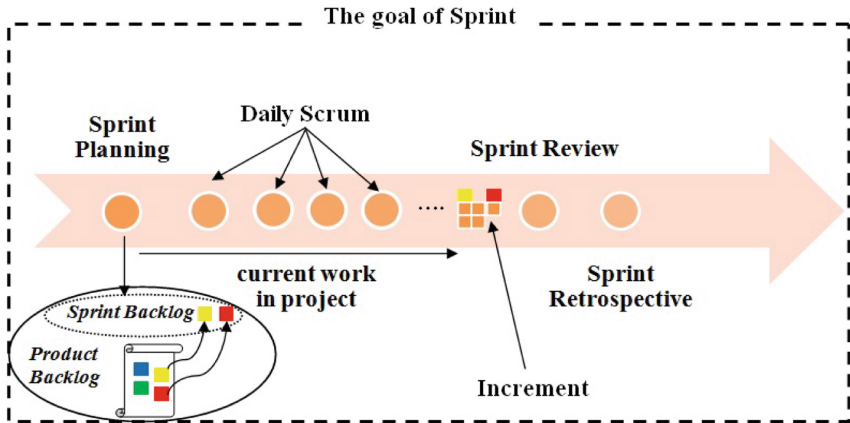 The goal of Sprint
Daily Scrum
Sprint
Planning
Sprint Review
....
current work
in project
Sprint
Retrospective
Sprint Backlog
Product
Backlog
Increment